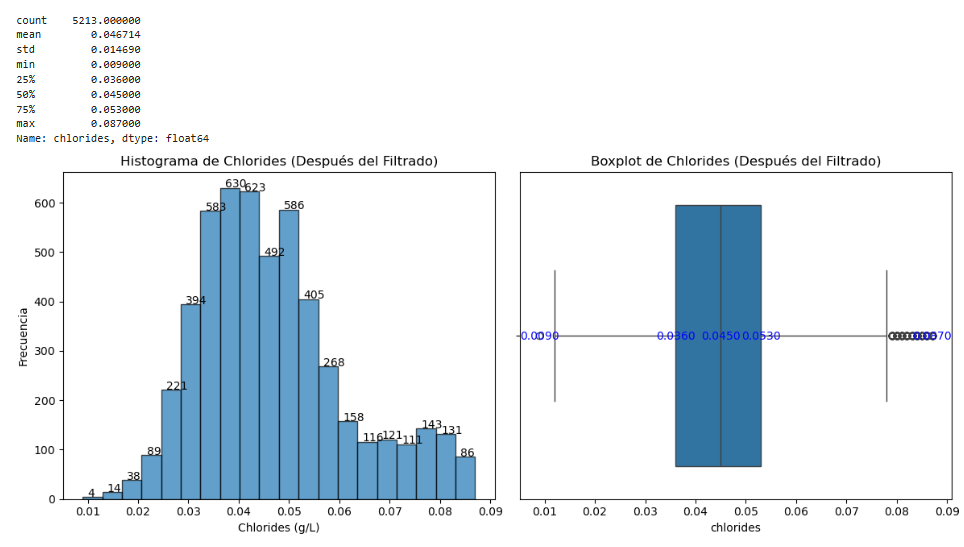 count    5213.000000
mean        0.046714
std         0.014690
min         0.009000
25%         0.036000
50%         0.045000
75%         0.053000
max         0.087000
Name: chlorides, dtype: float64
Histograma de Chlorides (Después del Filtrado)
600
500
400
300
200
100
0
Frecuencia
4
14
38
89
221
394
583
630
623
492
586
405
268
158
116
121
111
143
131
86
0.01 0.02 0.03 0.04 0.05 0.06 0.07 0.08 0.09
Chlorides (g/L)
Boxplot de Chlorides (Después del Filtrado)
0.0090 0.0360 0.0450 0.0530 0.0870
0.01 0.02 0.03 0.04 0.05 0.06 0.07 0.08 0.09
chlorides